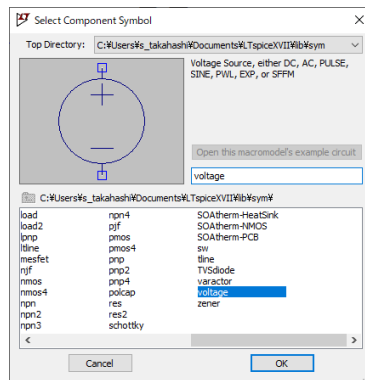 Select Component Symbol
Top Directory: C:¥Users¥s_takahashi¥Documents¥LTspiceXVII¥lib¥sym
Voltage Source, either DC, AC, PULSE,
SINE, PWL, EXP, or SFFM
Open this macromodel's example circuit
voltage
C:¥Users¥s_takahashi¥Documents¥LTspiceXVII¥lib¥sym¥
load npn4 SOAtherm-HeatSink
load2 pjf SOAtherm-NMOS
lpnp pmos SOAtherm-PCB
ltline pmos4 sw
mesfet pnp tline
njf pnp2 TVSdiode
nmos pnp4 varactor
nmos4 polcap voltage
npn res zener
npn2 res2
npn3 schottky
Cancel OK